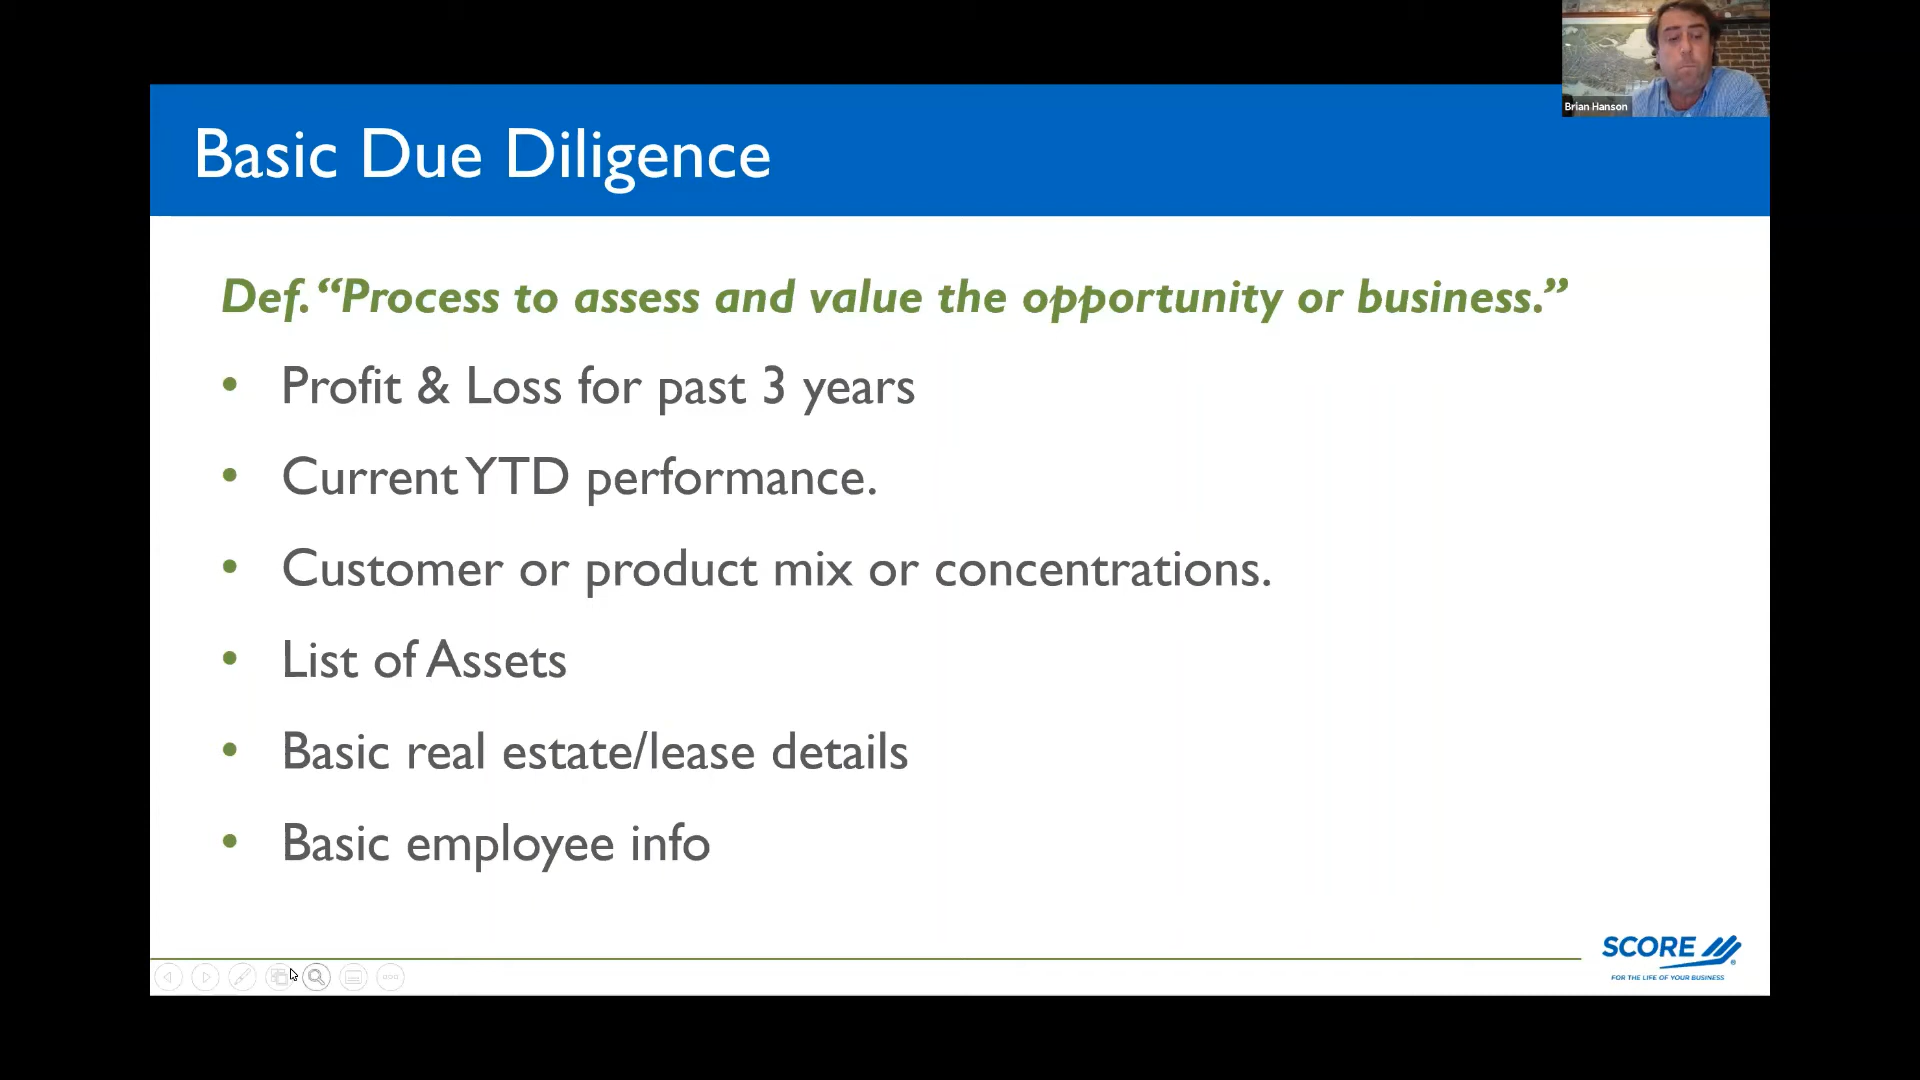 Brian Hanson
Basic Due Diligence
Def. “Process to assess and value the opportunity or business.”
• Profit & Loss for past 3 years
• Current YTD performance.
• Customer or product mix or concentrations.
• List of Assets
• Basic real estate/lease details
• Basic employee info
SCORE
FOR THE LIFE OF YOUR BUSINESS